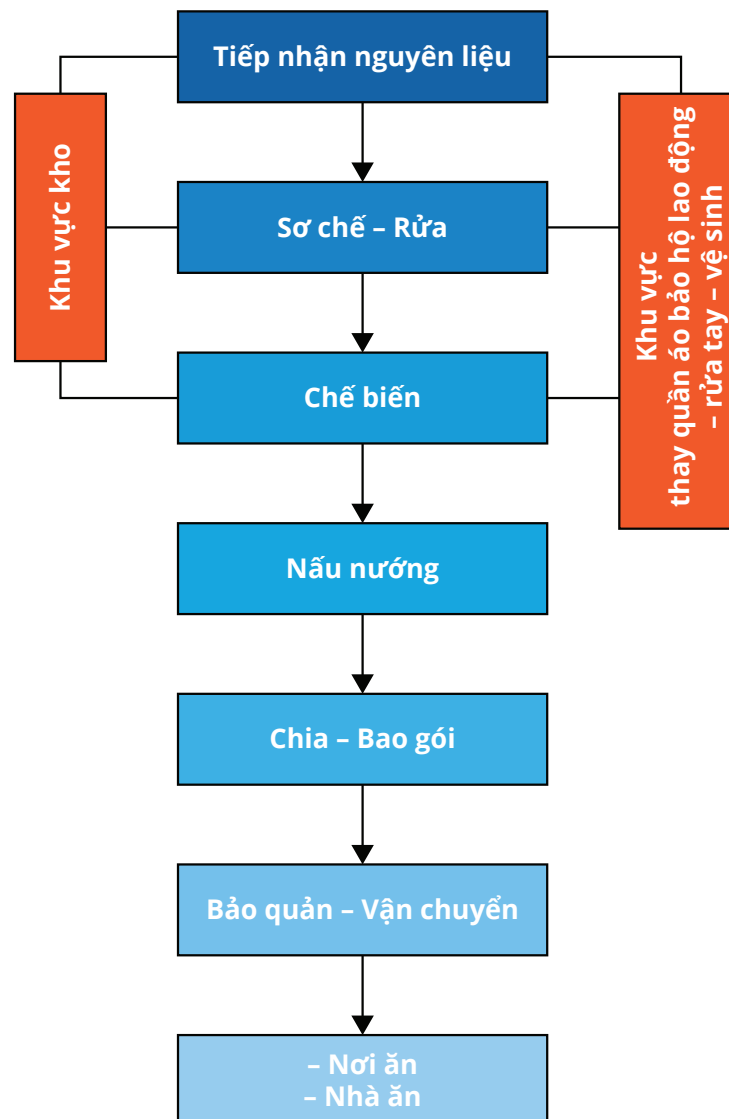 Tiếp nhận nguyên liệu
Khu vực kho
Khu vực
thay quần áo bảo hộ lao động
– rửa tay – vệ sinh
Sơ chế – Rửa
Chế biến
Nấu nướng
Chia – Bao gói
Bảo quản – Vận chuyển
– Nơi ăn
– Nhà ăn